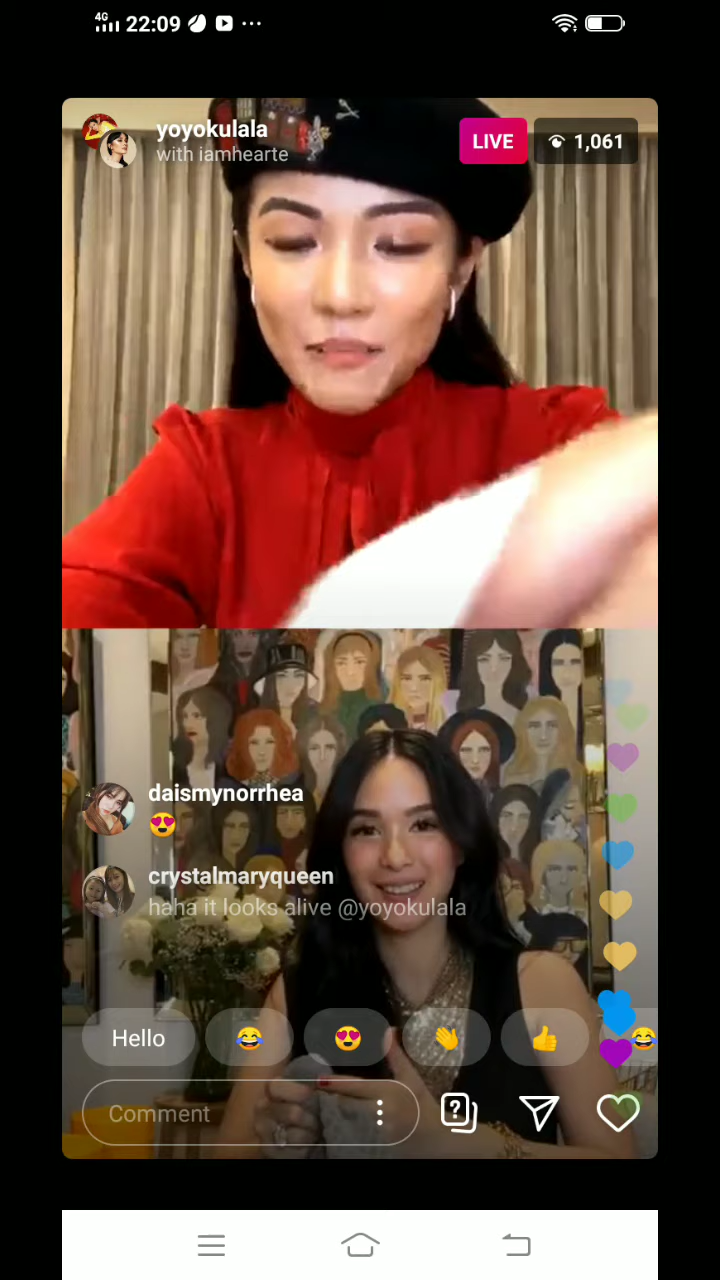 4G 22:09
yoyokulala
with iamhearte
LIVE
1,061
daismynorrhea
😍
crystalmaryqueen
haha it looks alive @yoyokulala
Hello 😂 😍 👋 👍 😂
Comment